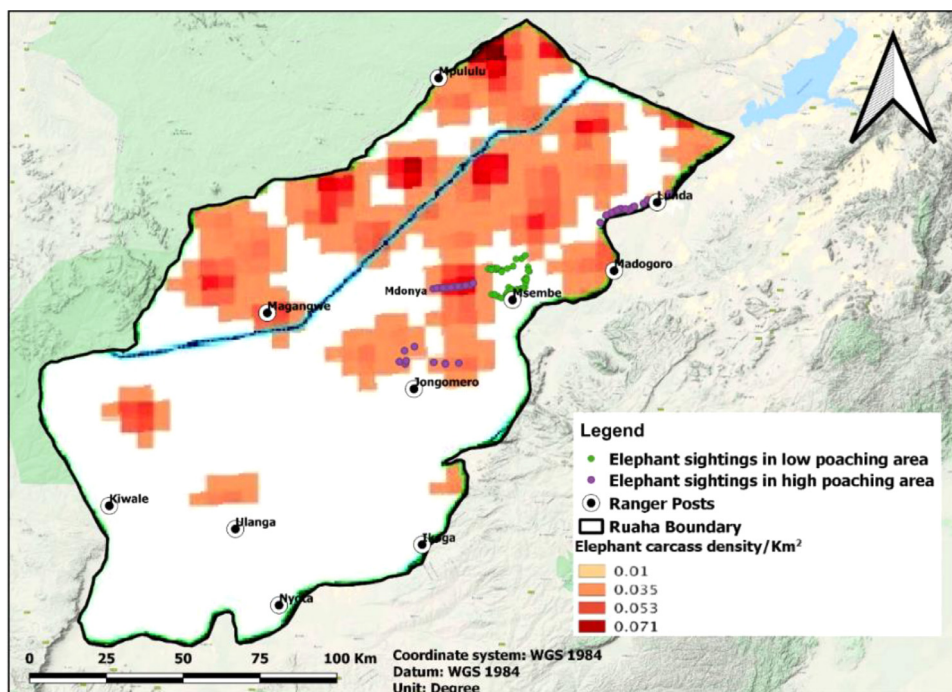 Mpululu
Lunda
Madogoro
Mdonya
Msembe
Magangwe
Jongomero
Kiwale
Ulanga
Ikoga
Nyota
Legend
Elephant sightings in low poaching area
Elephant sightings in high poaching area
Ranger Posts
Ruaha Boundary
Elephant carcass density/Km²
0.01
0.035
0.053
0.071
0 25 50 75 100 Km
Coordinate system: WGS 1984
Datum: WGS 1984
Unit: Degree